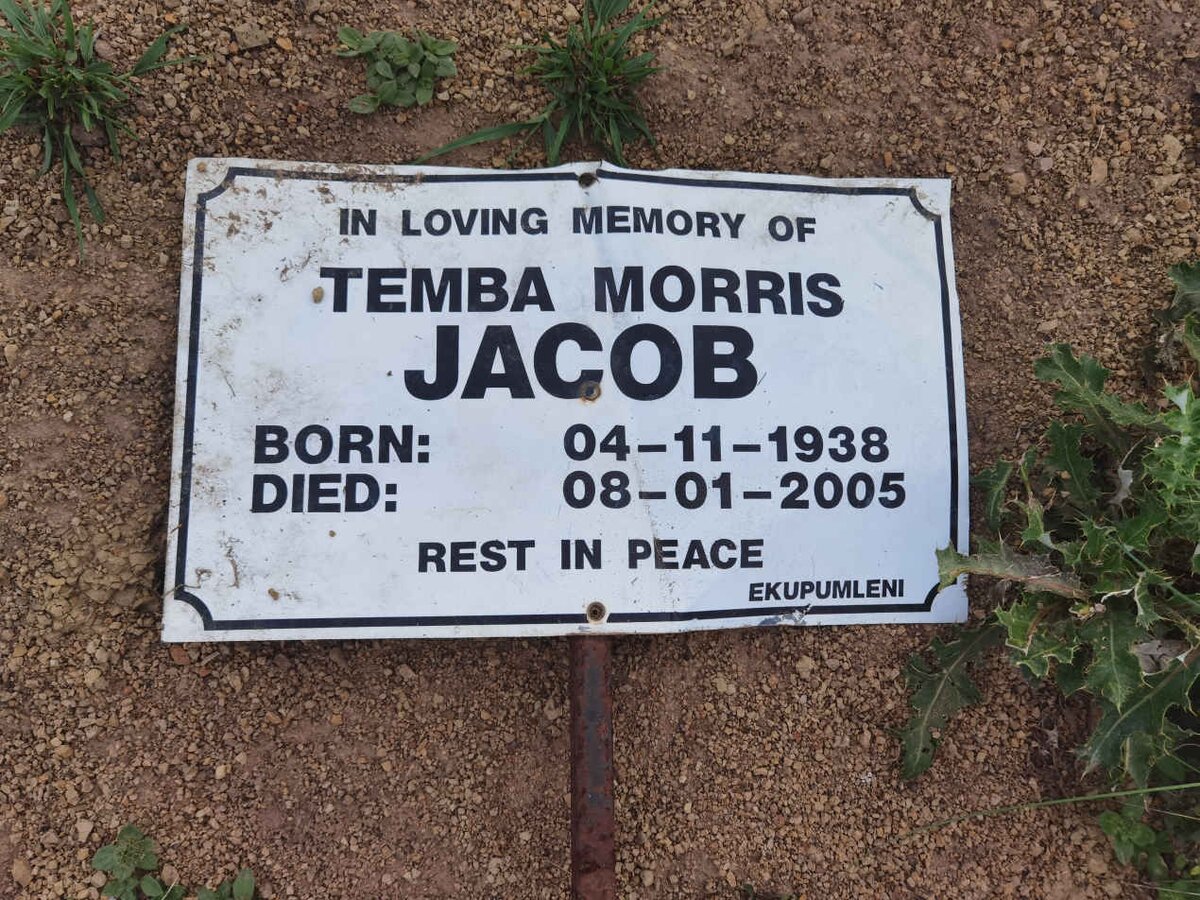 IN LOVING MEMORY OF
TEMBA MORRIS
JACOB
BORN: 04-11-1938
DIED: 08-01-2005
REST IN PEACE
EKUPUMLENI